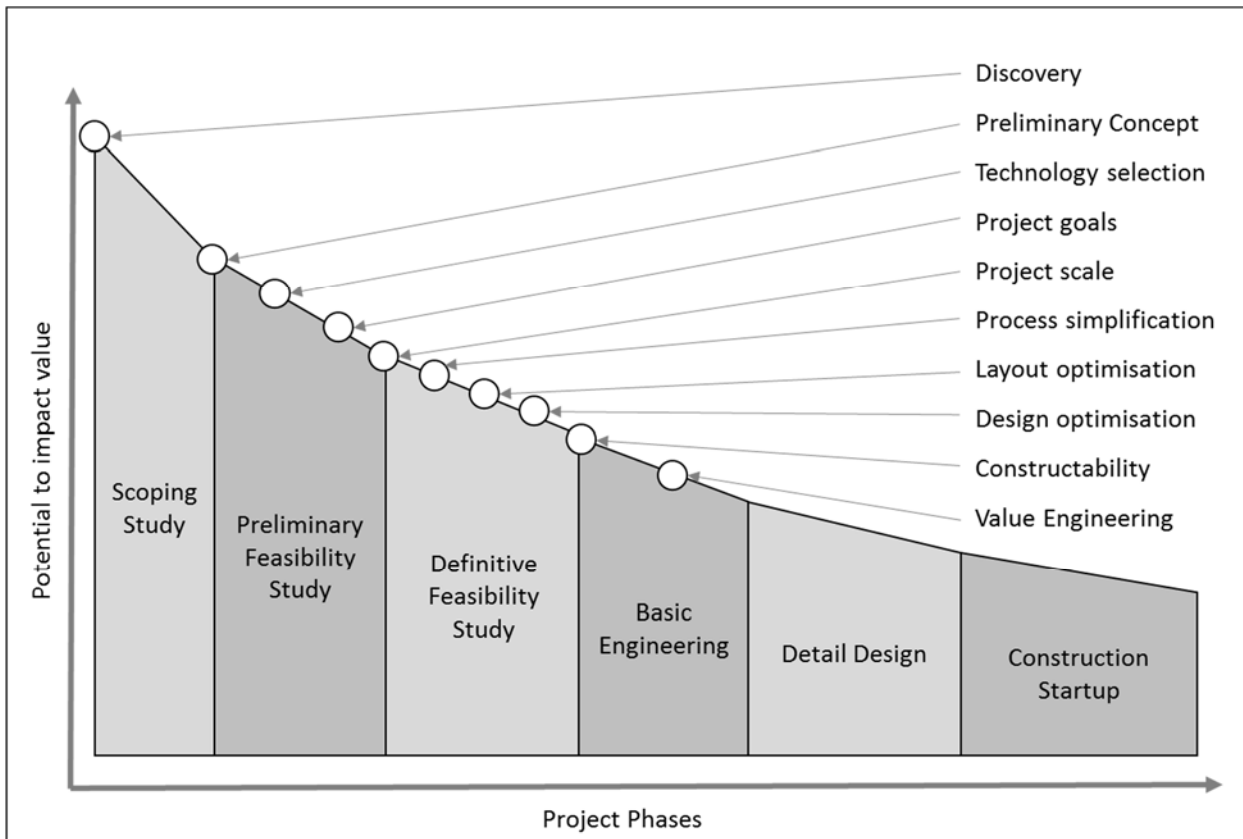 Discovery
Preliminary Concept
Technology selection
Project goals
Project scale
Process simplification
Layout optimisation
Design optimisation
Constructability
Value Engineering
Potential to impact value
Scoping
Study
Preliminary
Feasibility
Study
Definitive
Feasibility
Study
Basic
Engineering
Detail Design
Construction
Startup
Project Phases